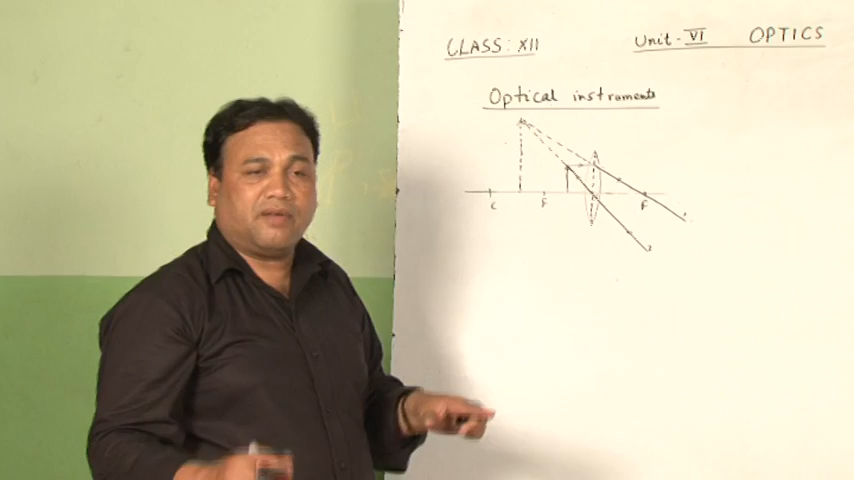 CLASS: XII
Unit - VI OPTICS
Optical instruments
C F F